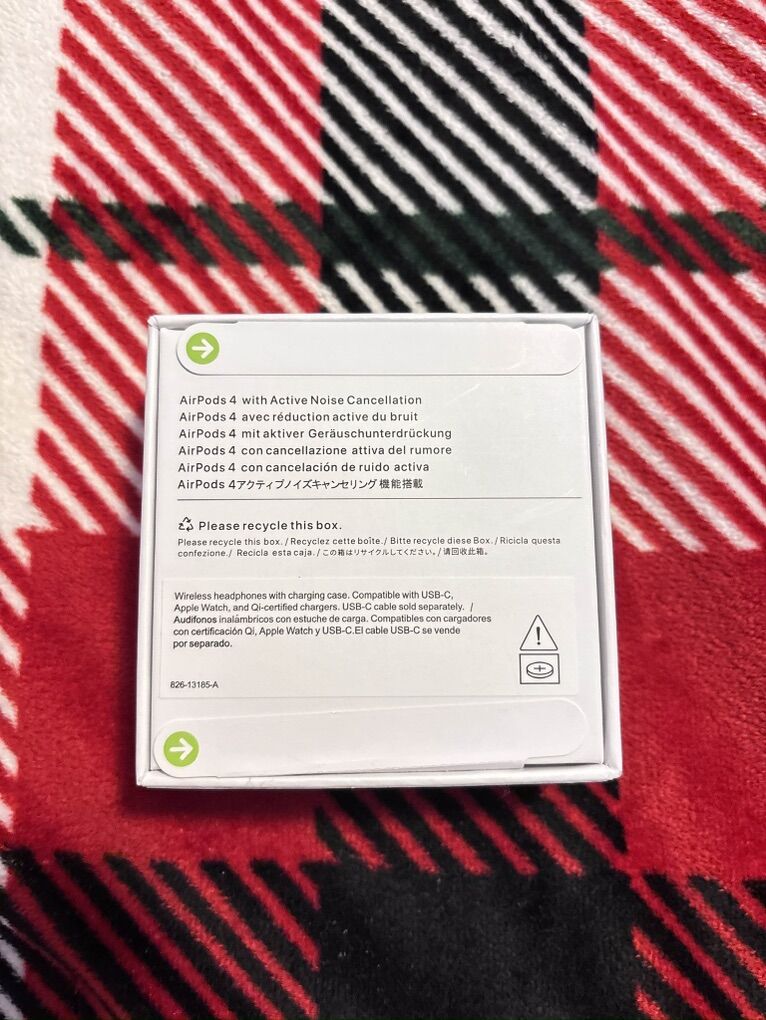 AirPods 4 with Active Noise Cancellation
AirPods 4 avec réduction active du bruit
AirPods 4 mit aktiver Geräuschunterdrückung
AirPods 4 con cancellazione attiva del rumore
AirPods 4 con cancelación de ruido activa
AirPods 4アクティブノイズキャンセリング機能搭載
Please recycle this box.
Please recycle this box. / Recyclez cette boîte. / Bitte recycle diese Box. / Ricicla questa
confezione. / Recicla esta caja. / この箱はリサイクルしてください。/ 请回收此箱。
Wireless headphones with charging case. Compatible with USB-C,
Apple Watch, and Qi-certified chargers. USB-C cable sold separately. /
Audífonos inalámbricos con estuche de carga. Compatibles con cargadores
con certificación Qi, Apple Watch y USB-C.El cable USB-C se vende
por separado.
826-13185-A